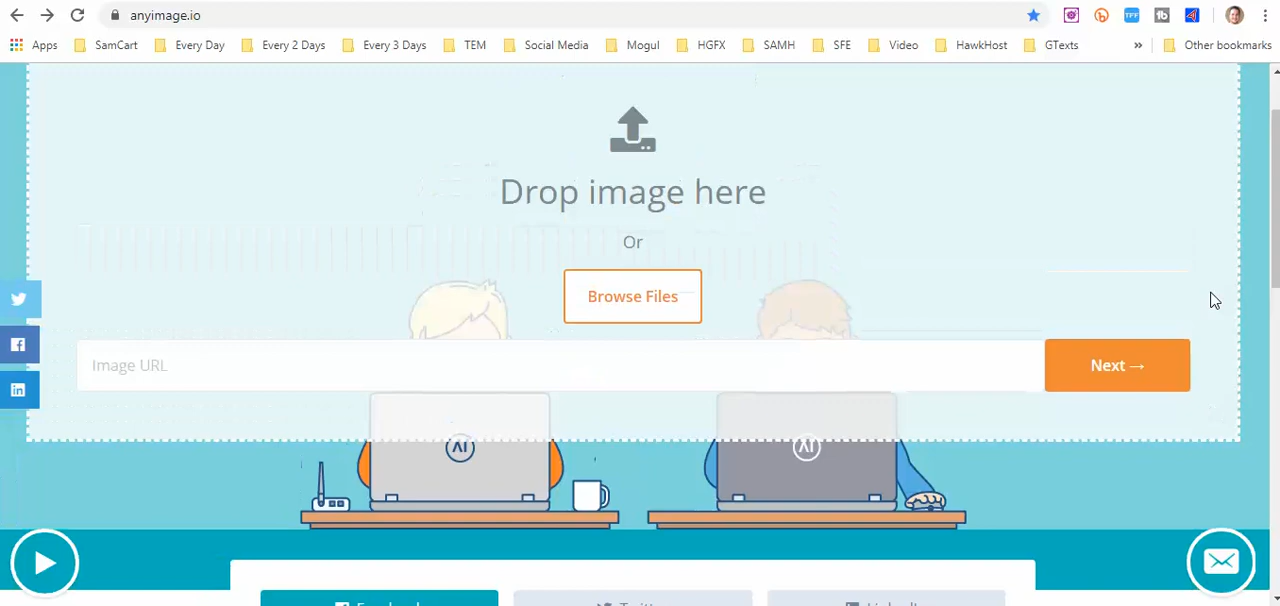 anyimage.io
Apps SamCart Every Day Every 2 Days Every 3 Days TEM Social Media Mogul HGFX SAMH SFE Video HawkHost GTexts » Other bookmarks
Drop image here
Or
Browse Files
Image URL
Next →